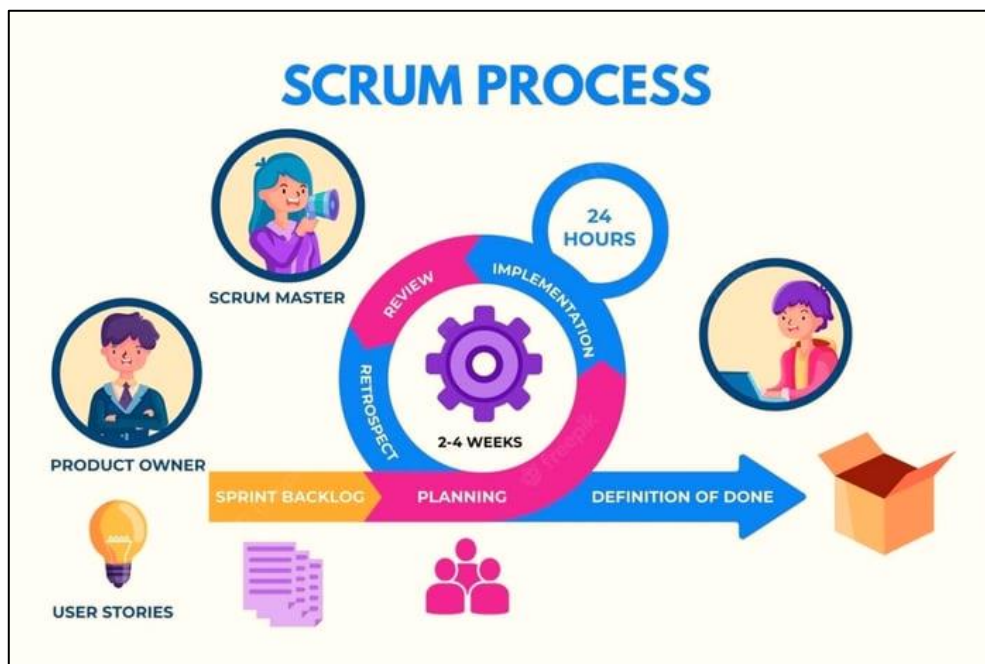 SCRUM PROCESS
24
HOURS
SCRUM MASTER
REVIEW
IMPLEMENTATION
RETROSPECT
2-4 WEEKS
PRODUCT OWNER
SPRINT BACKLOG
PLANNING
DEFINITION OF DONE
USER STORIES
freepik